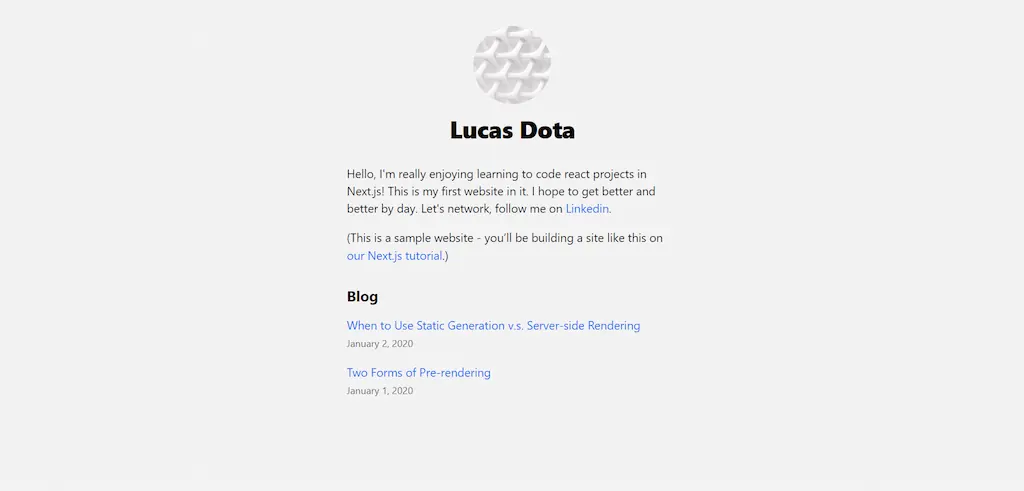 Lucas Dota
Hello, I'm really enjoying learning to code react projects in
Next.js! This is my first website in it. I hope to get better and
better by day. Let's network, follow me on Linkedin.
(This is a sample website - you'll be building a site like this on
our Next.js tutorial.)
Blog
When to Use Static Generation v.s. Server-side Rendering
January 2, 2020
Two Forms of Pre-rendering
January 1, 2020